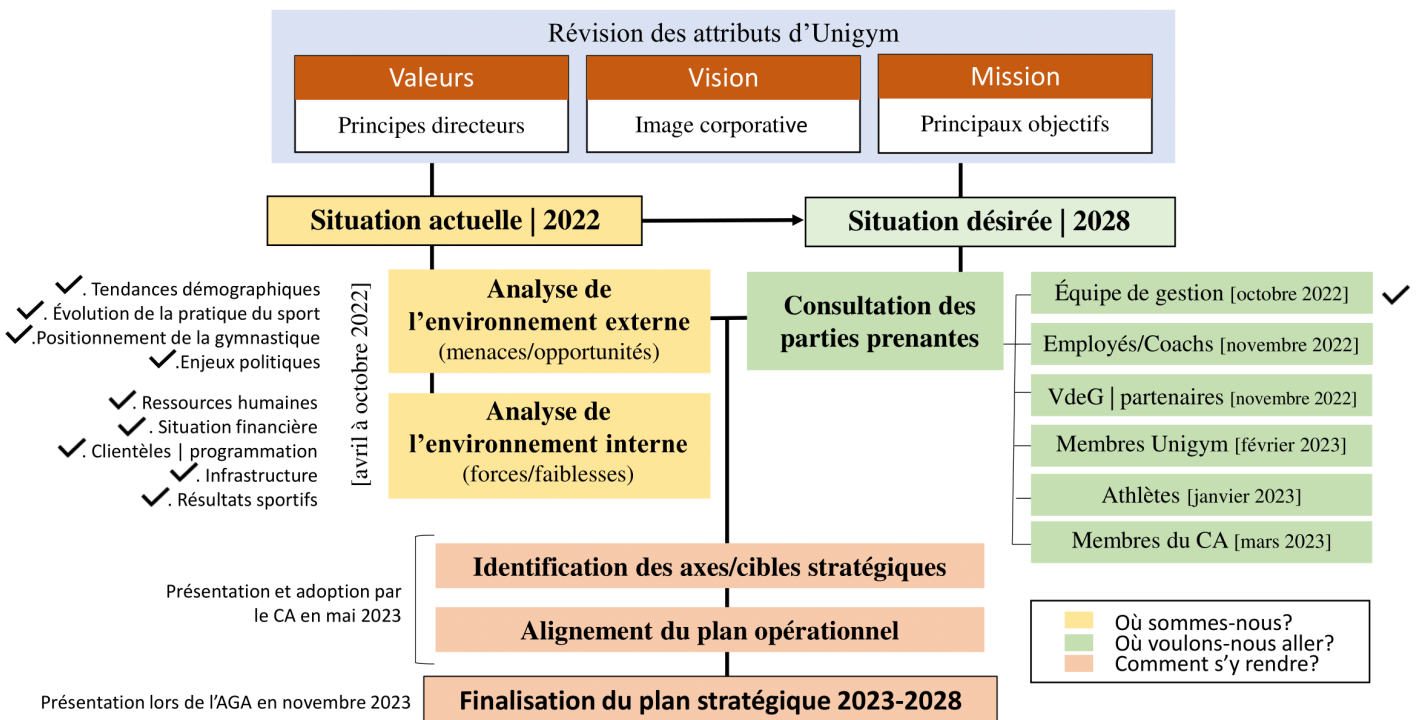 Révision des attributs d’Unigym
Valeurs
Principes directeurs
Vision
Image corporative
Mission
Principaux objectifs
Situation actuelle | 2022
Situation désirée | 2028
. Tendances démographiques
. Évolution de la pratique du sport
.Positionnement de la gymnastique
.Enjeux politiques
. Ressources humaines
. Situation financière
. Clientèles | programmation
. Infrastructure
. Résultats sportifs
[avril à octobre 2022]
Analyse de
l’environnement externe
(menaces/opportunités)
Analyse de
l’environnement interne
(forces/faiblesses)
Consultation des
parties prenantes
Équipe de gestion [octobre 2022]
Employés/Coachs [novembre 2022]
VdeG | partenaires [novembre 2022]
Membres Unigym [février 2023]
Athlètes [janvier 2023]
Membres du CA [mars 2023]
Présentation et adoption par
le CA en mai 2023
Identification des axes/cibles stratégiques
Alignement du plan opérationnel
Présentation lors de l’AGA en novembre 2023
Finalisation du plan stratégique 2023-2028
Où sommes-nous?
Où voulons-nous aller?
Comment s’y rendre?